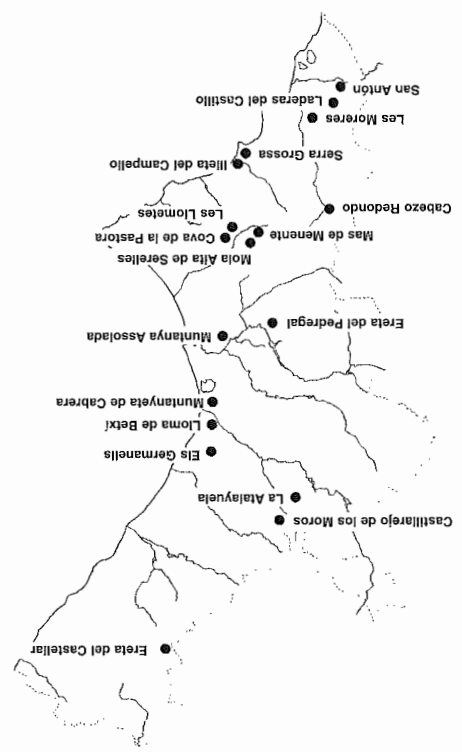 Ereta del Castellar
Castillarejo de los Moros
La Atalayuela
Els Germanells
Lloma de Betxí
Muntanyeta de Cabrera
Muntanya Assolada
Ereta del Pedregal
Mola Alta de Serelles
Cova de la Pastora
Mas de Menente
Les Llometes
Cabezo Redondo
Illeta del Campello
Serra Grossa
Les Moreres
Laderas del Castillo
San Antón